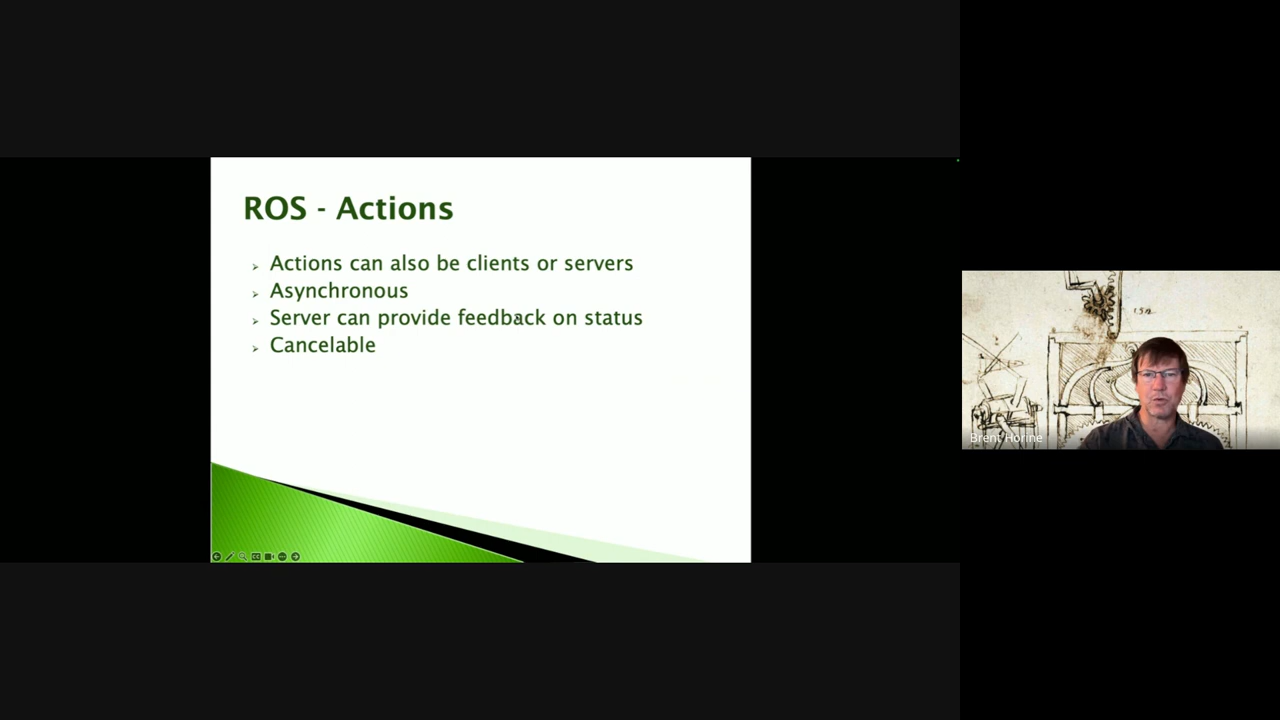 ROS - Actions
Actions can also be clients or servers
Asynchronous
Server can provide feedback on status
Cancelable
Brent Horine